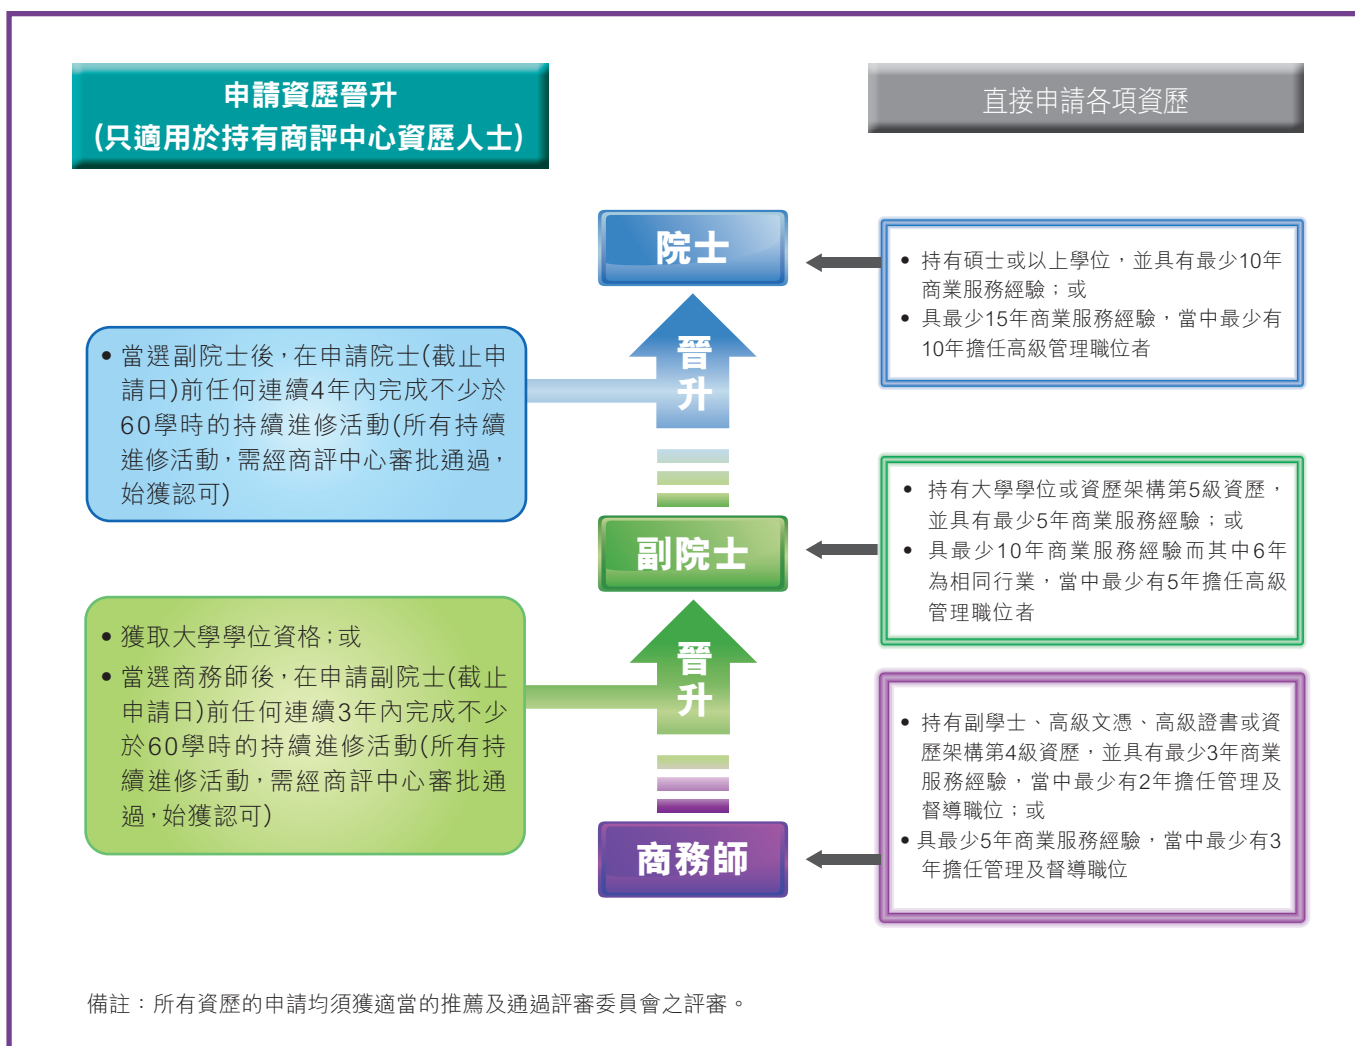 申請資歷晉升
(只適用於持有商評中心資歷人士)
直接申請各項資歷
院士
• 持有碩士或以上學位，並具有最少10年
商業服務經驗；或
• 具最少15年商業服務經驗，當中最少有
10年擔任高級管理職位者
晉
升
• 當選副院士後，在申請院士(截止申
請日)前任何連續4年內完成不少於
60學時的持續進修活動(所有持續
進修活動，需經商評中心審批通過，
始獲認可)
副院士
• 持有大學學位或資歷架構第5級資歷，
並具有最少5年商業服務經驗；或
• 具最少10年商業服務經驗而其中6年
為相同行業，當中最少有5年擔任高級
管理職位者
晉
升
• 獲取大學學位資格；或
• 當選商務師後，在申請副院士(截止
申請日)前任何連續3年內完成不少
於60學時的持續進修活動(所有持
續進修活動，需經商評中心審批通
過，始獲認可)
商務師
• 持有副學士、高級文憑、高級證書或資
歷架構第4級資歷，並具有最少3年商業
服務經驗，當中最少有2年擔任管理及
督導職位；或
• 具最少5年商業服務經驗，當中最少有3
年擔任管理及督導職位
備註：所有資歷的申請均須獲適當的推薦及通過評審委員會之評審。